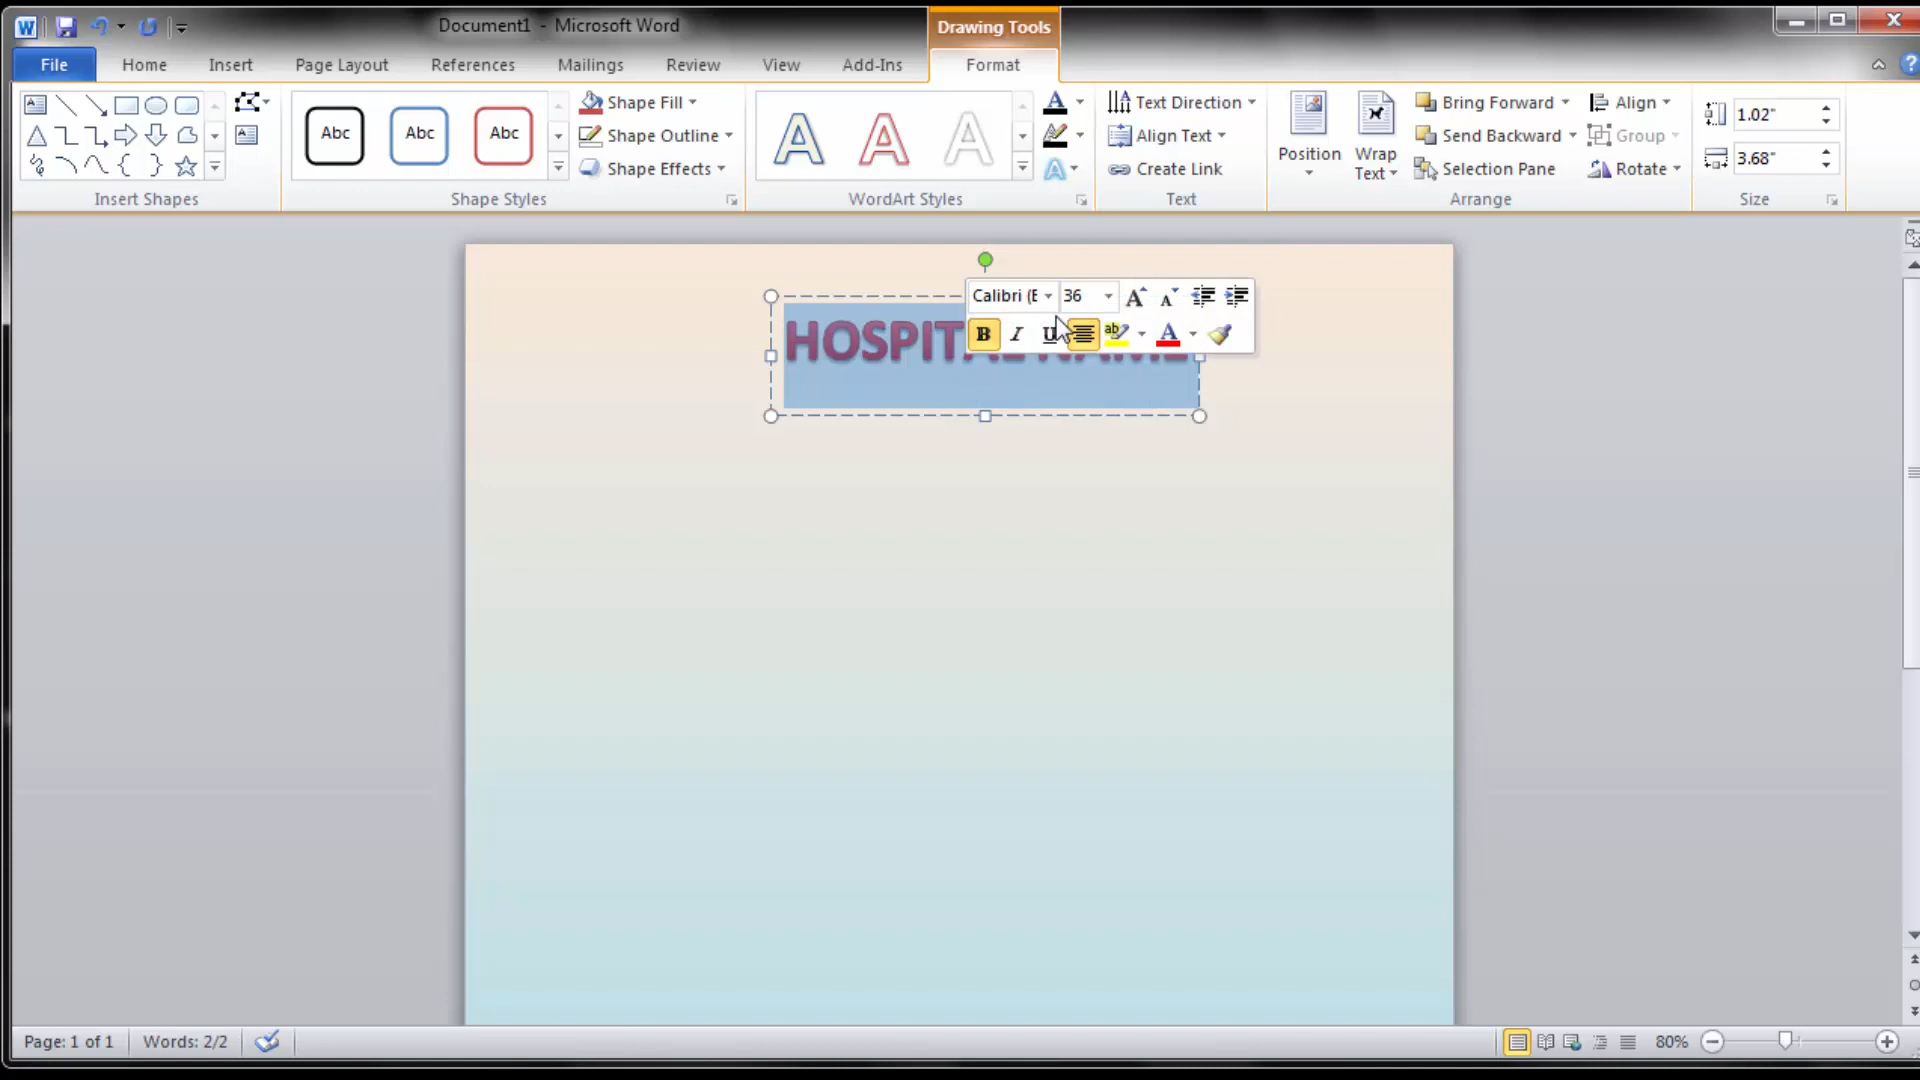 Document1 - Microsoft Word
Drawing Tools
File Home Insert Page Layout References Mailings Review View Add-Ins Format
Abc Abc Abc
Shape Fill
Shape Outline
Shape Effects
Text Direction
Align Text
Create Link
Position
Wrap Text
Bring Forward
Send Backward
Selection Pane
Align
Group
Rotate
1.02"
3.68"
Insert Shapes Shape Styles WordArt Styles Text Arrange Size
Calibri (E 36
B I U ab A
HOSPITAL NAME
Page: 1 of 1 Words: 2/2 80%